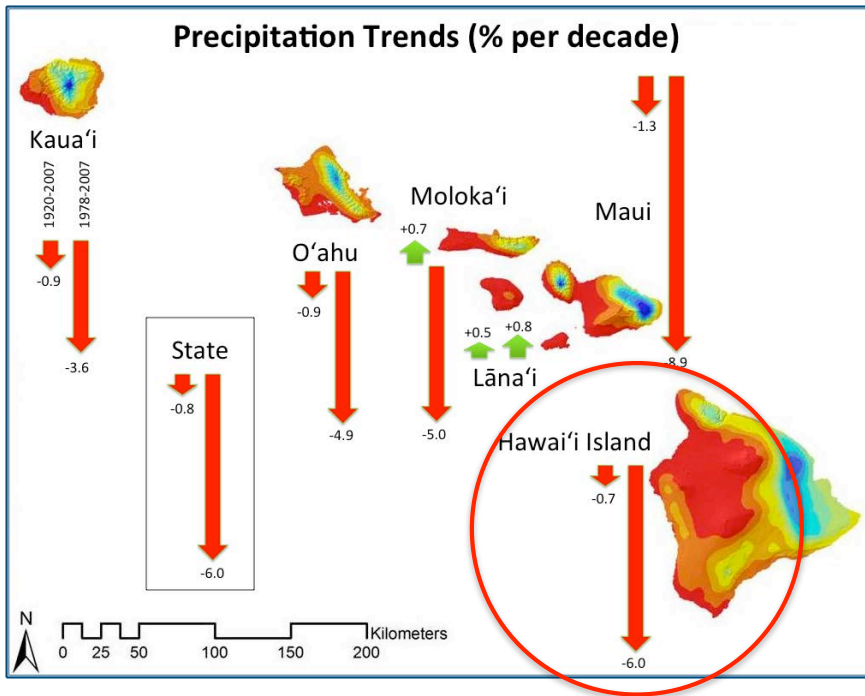 Precipitation Trends (% per decade)
Kauaʻi
1920-2007
1978-2007
-0.9
-3.6
State
-0.8
-6.0
Oʻahu
-0.9
-4.9
Molokaʻi
+0.7
-5.0
+0.5
+0.8
Lānaʻi
Maui
-1.3
-8.9
Hawaiʻi Island
-0.7
-6.0
N
Kilometers
0 25 50 100 150 200